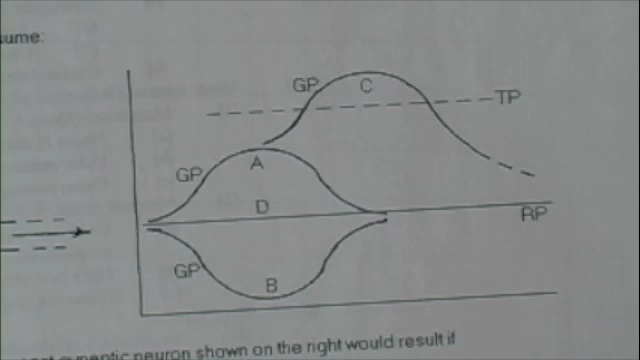 sume:
GP
C
TP
GP
A
D
RP
GP
B
synaptic neuron shown on the right would result if